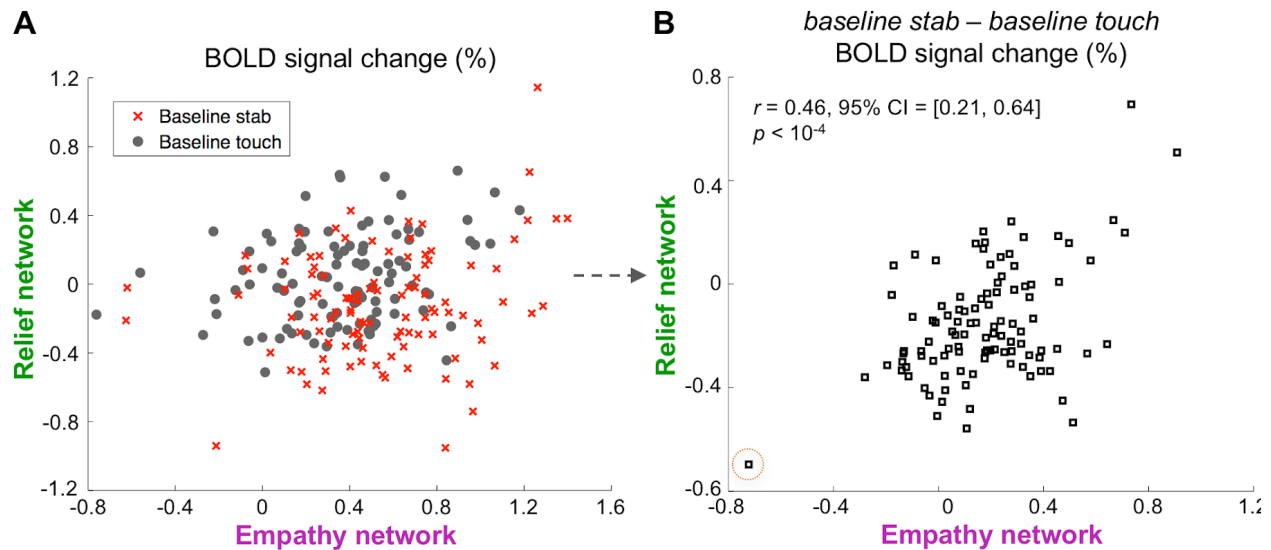 A
BOLD signal change (%)
Baseline stab
Baseline touch
Relief network
1.2
0.8
0.4
0
-0.4
-0.8
-1.2
-0.8
-0.4
0
0.4
0.8
1.2
1.6
Empathy network
B
baseline stab – baseline touch
BOLD signal change (%)
r = 0.46, 95% CI = [0.21, 0.64]
p < 10-4
Relief network
0.8
0.4
0
-0.4
-0.6
-0.8
-0.4
0
0.4
0.8
1.2
Empathy network